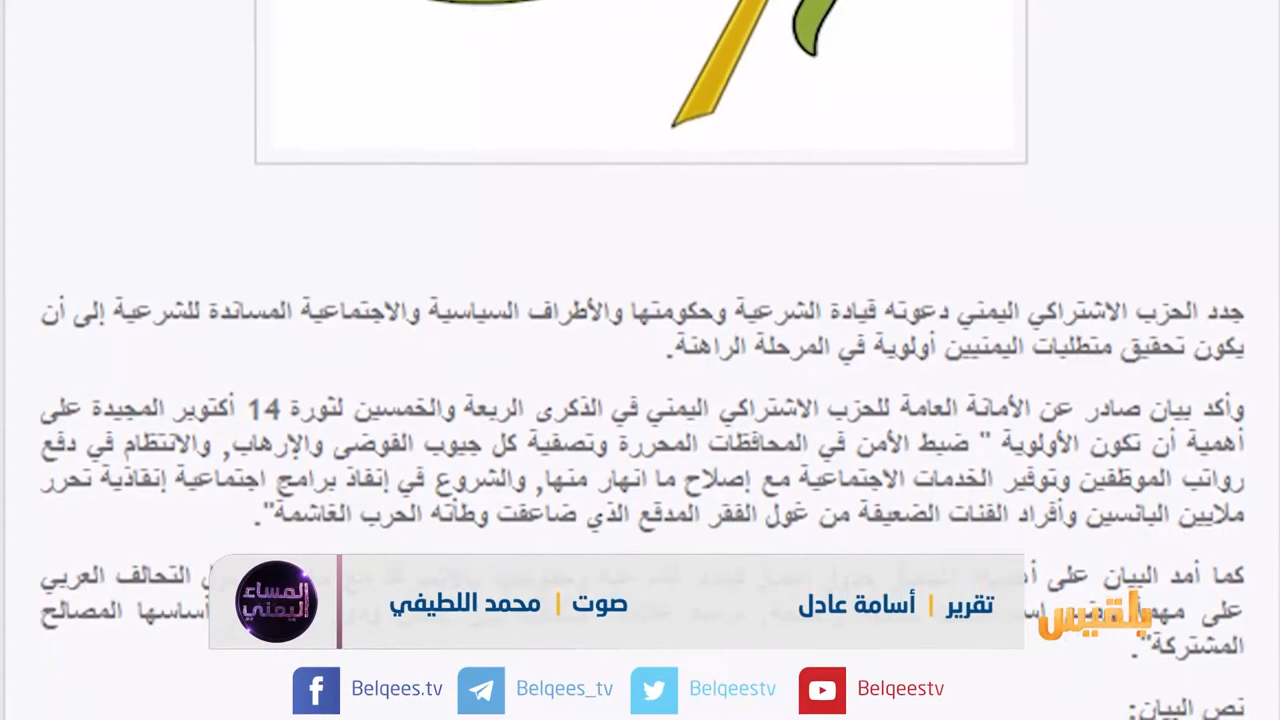 جدد الحزب الاشتراكي اليمني دعوته قيادة الشرعية وحكومتها والأطراف السياسية والاجتماعية المساندة للشرعية إلى أن
يكون تحقيق متطلبات اليمنيين أولوية في المرحلة الراهنة.
وأكد بيان صادر عن الأمانة العامة للحزب الاشتراكي اليمني في الذكرى الربعة والخمسين لثورة 14 أكتوبر المجيدة على
أهمية أن تكون الأولوية " ضبط الأمن في المحافظات المحررة وتصفية كل جيوب الفوضى والإرهاب, والانتظام في دفع
رواتب الموظفين وتوفير الخدمات الاجتماعية مع إصلاح ما انهار منها, والشروع في إنفاذ برامج اجتماعية إنقاذية تحرر
ملايين البائسين وأفراد الفئات الضعيفة من غول الفقر المدقع الذي ضاعفت وطأته الحرب الغاشمة".
كما أمد البيان على التحالف العربي
على أساسها المصالح
المشتركة".
نص البيان:
تقرير | أسامة عادل
صوت | محمد اللطيفي
المساء
اليمني
بلقيس
Belqees.tv
Belqees_tv
Belqeestv
Belqeestv